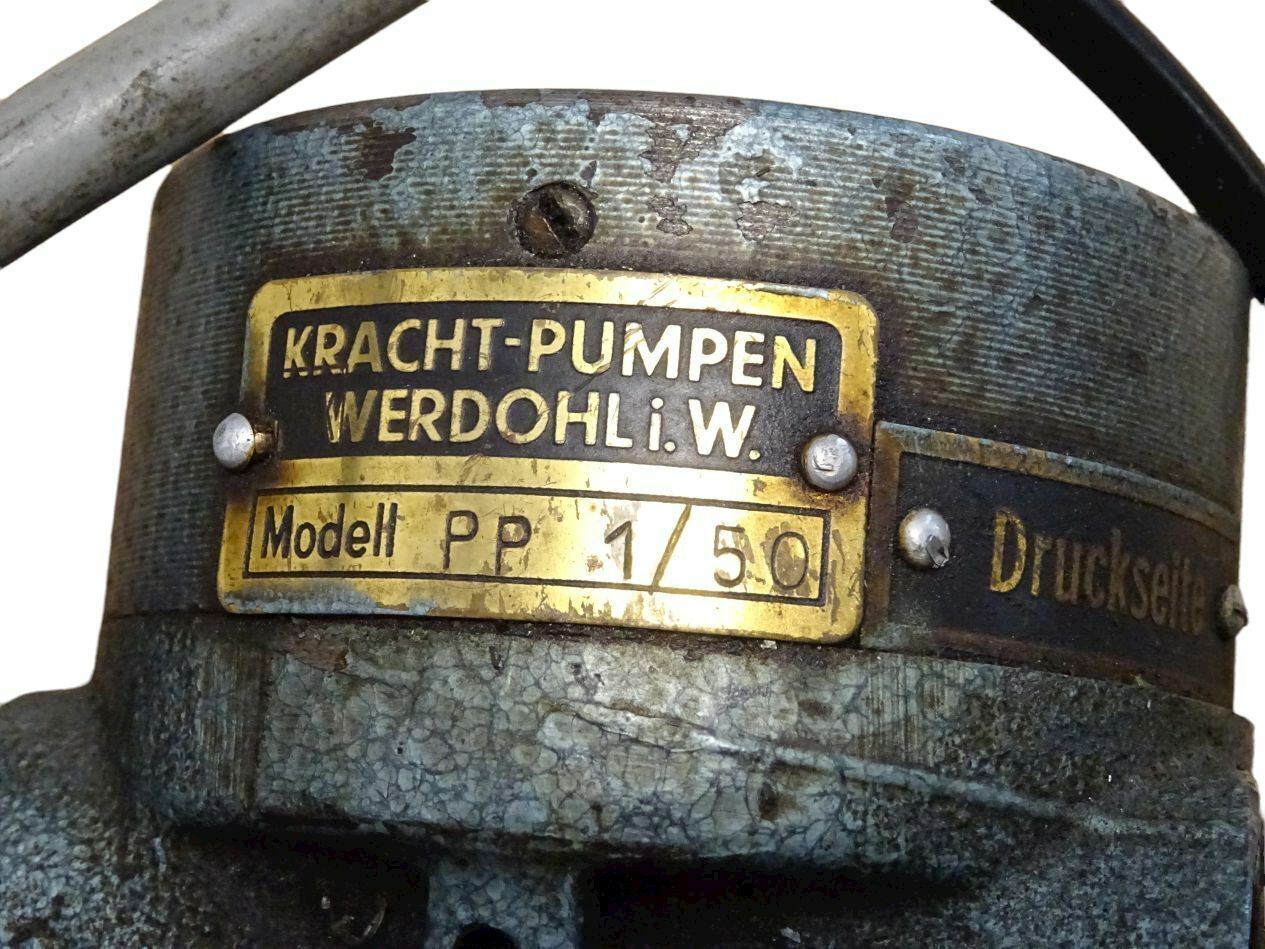 KRACHT-PUMPEN
WERDOHL i. W.
Modell PP 1/50
Druckseite